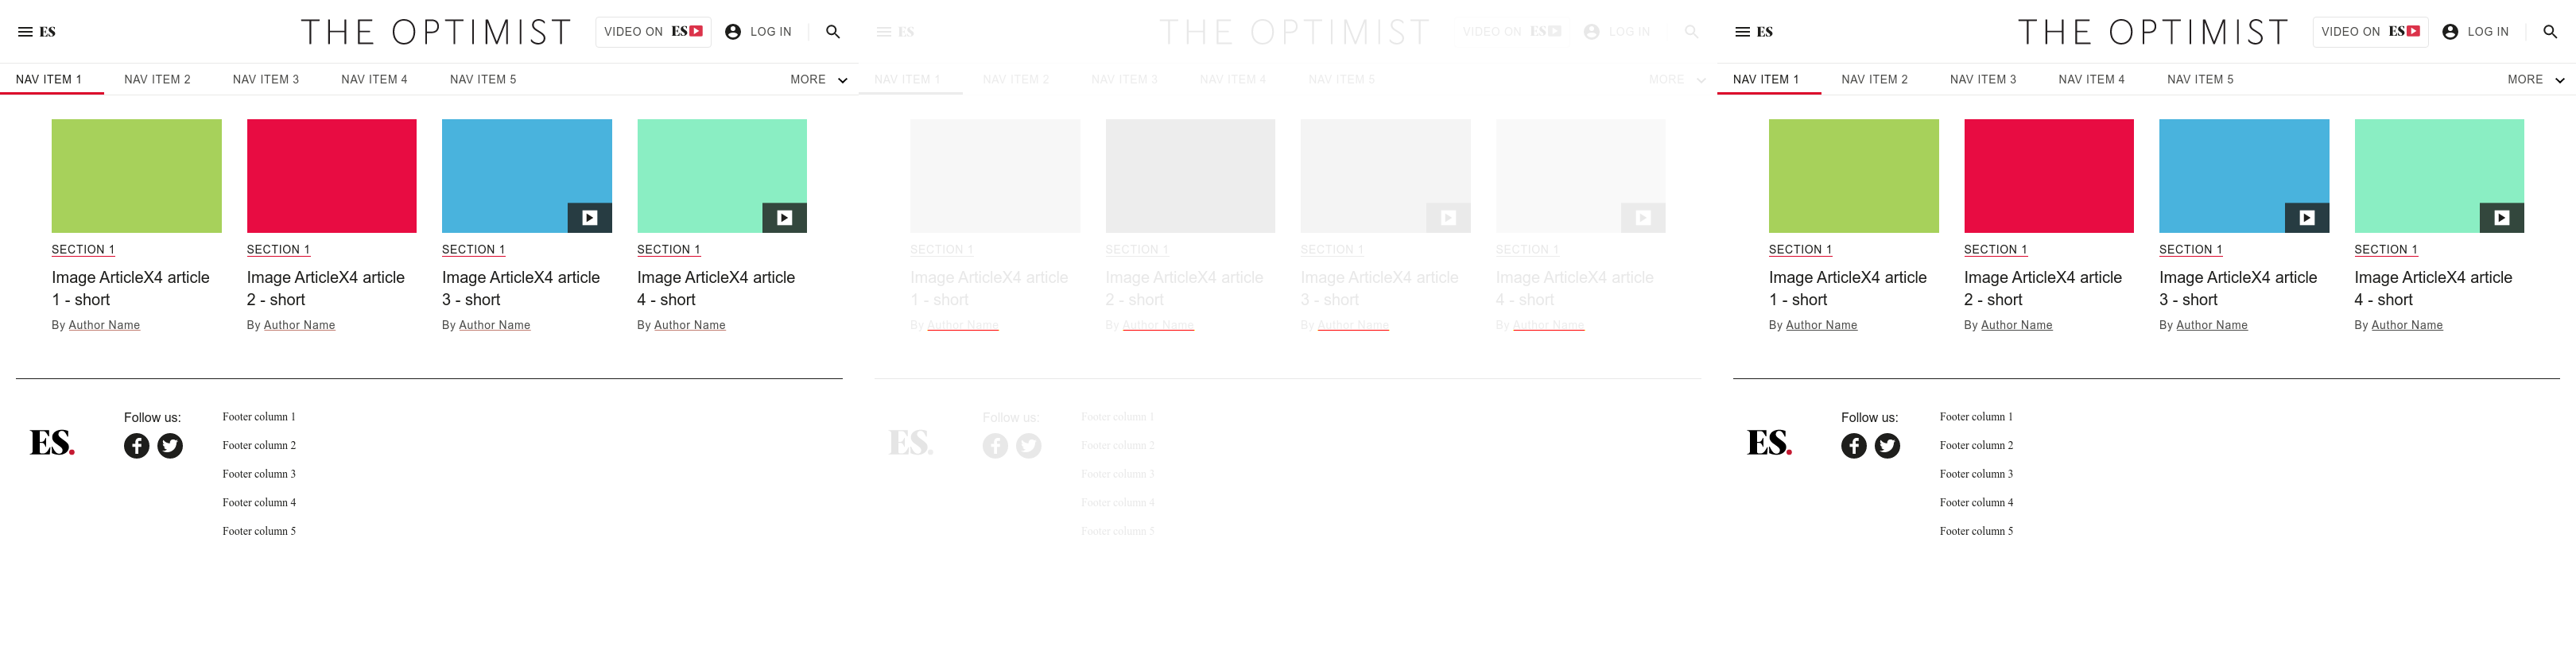 ES
THE OPTIMIST
VIDEO ON ES
LOG IN
NAV ITEM 1
NAV ITEM 2
NAV ITEM 3
NAV ITEM 4
NAV ITEM 5
MORE
SECTION 1
Image ArticleX4 article
1 - short
By Author Name
SECTION 1
Image ArticleX4 article
2 - short
By Author Name
SECTION 1
Image ArticleX4 article
3 - short
By Author Name
SECTION 1
Image ArticleX4 article
4 - short
By Author Name
ES.
Follow us:
Footer column 1
Footer column 2
Footer column 3
Footer column 4
Footer column 5
ES
THE OPTIMIST
VIDEO ON ES
LOG IN
NAV ITEM 1
NAV ITEM 2
NAV ITEM 3
NAV ITEM 4
NAV ITEM 5
MORE
SECTION 1
Image ArticleX4 article
1 - short
By Author Name
SECTION 1
Image ArticleX4 article
2 - short
By Author Name
SECTION 1
Image ArticleX4 article
3 - short
By Author Name
SECTION 1
Image ArticleX4 article
4 - short
By Author Name
ES.
Follow us:
Footer column 1
Footer column 2
Footer column 3
Footer column 4
Footer column 5
ES
THE OPTIMIST
VIDEO ON ES
LOG IN
NAV ITEM 1
NAV ITEM 2
NAV ITEM 3
NAV ITEM 4
NAV ITEM 5
MORE
SECTION 1
Image ArticleX4 article
1 - short
By Author Name
SECTION 1
Image ArticleX4 article
2 - short
By Author Name
SECTION 1
Image ArticleX4 article
3 - short
By Author Name
SECTION 1
Image ArticleX4 article
4 - short
By Author Name
ES.
Follow us:
Footer column 1
Footer column 2
Footer column 3
Footer column 4
Footer column 5